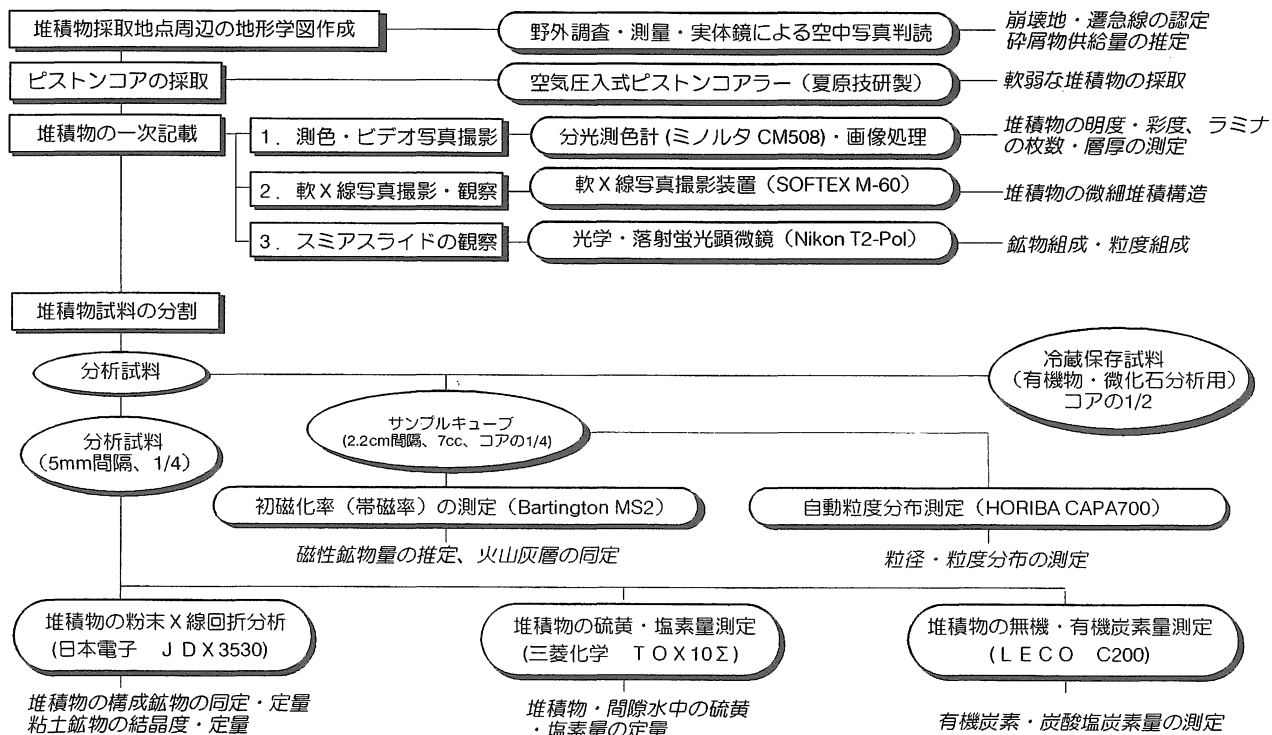 堆積物採取地点周辺の地形学図作成
野外調査・測量・実体鏡による空中写真判読
崩壊地・遷急線の認定
砕屑物供給量の推定
ピストンコアの採取
空気圧入式ピストンコアラー（夏原技研製）
軟弱な堆積物の採取
堆積物の一次記載
1．測色・ビデオ写真撮影
分光測色計 (ミノルタ CM508)・画像処理
堆積物の明度・彩度、ラミナ
の枚数・層厚の測定
2．軟X線写真撮影・観察
軟X線写真撮影装置（SOFTEX M-60）
堆積物の微細堆積構造
3．スミアスライドの観察
光学・落射蛍光顕微鏡（Nikon T2-Pol）
鉱物組成・粒度組成
堆積物試料の分割
分析試料
冷蔵保存試料
（有機物・微化石分析用）
コアの1/2
サンプルキューブ
(2.2cm間隔、7cc、コアの1/4)
分析試料
（5mm間隔、1/4）
初磁化率（帯磁率）の測定（Bartington MS2）
自動粒度分布測定（HORIBA CAPA700）
磁性鉱物量の推定、火山灰層の同定
粒径・粒度分布の測定
堆積物の粉末X線回折分析
(日本電子　ＪＤＸ3530)
堆積物の硫黄・塩素量測定
(三菱化学　ＴＯＸ10Σ)
堆積物の無機・有機炭素量測定
(ＬＥＣＯ　C200)
堆積物の構成鉱物の同定・定量
粘土鉱物の結晶度・定量
堆積物・間隙水中の硫黄
・塩素量の定量
有機炭素・炭酸塩炭素量の測定